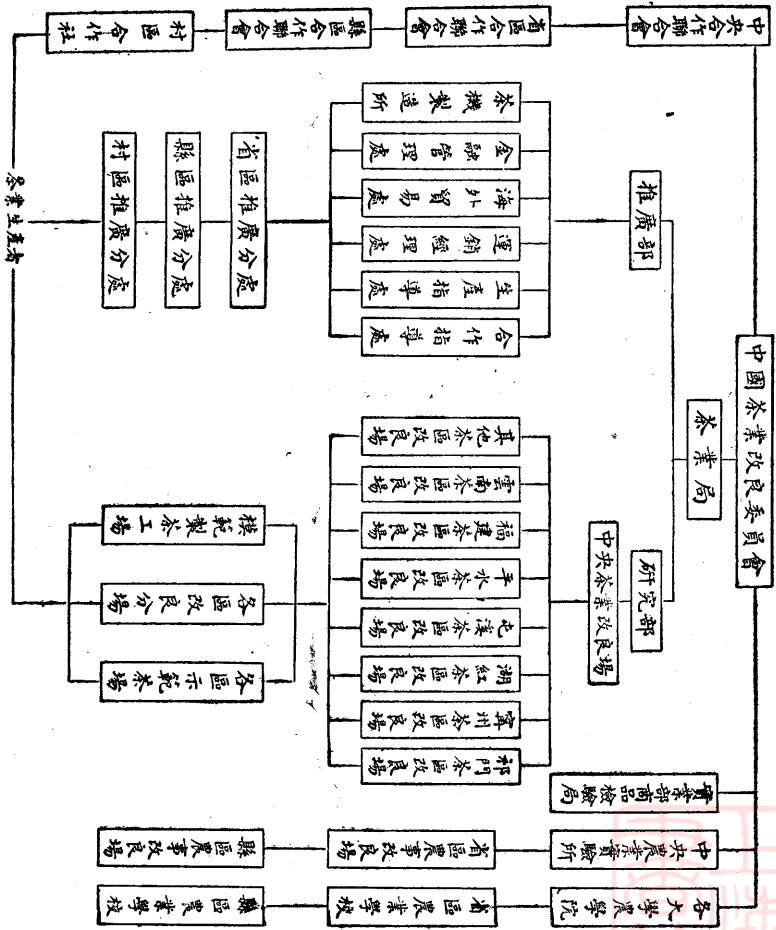 中國茶業改良委員會
茶業局
中央合作聯合會
省區合作聯合會
縣區合作聯合會
村區合作社
推廣部
茶機製造所
金融管理處
海外貿易處
運銷經理處
生產指導處
合作指導處
省區推廣分處
縣區推廣分處
村區推廣分處
茶業生產者
研究部
中央茶業改良場
其他茶區改良場
雲南茶區改良場
福建茶區改良場
平水茶區改良場
屯溪茶區改良場
湖紅茶區改良場
寗州茶區改良場
祁門茶區改良場
模範製茶工場
各區改良分場
各區示範茶場
實業部商品檢驗局
中央農業實驗所
省區農事改良場
縣區農事改良場
各大學農學院
省區農業學校
縣區農業學校